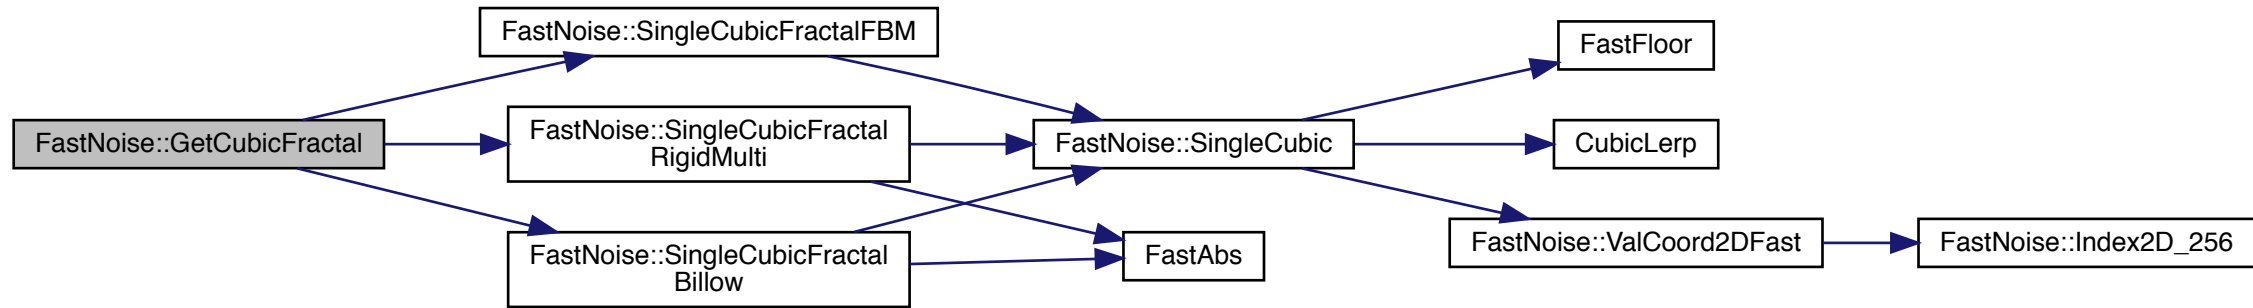 FastNoise::GetCubicFractal
FastNoise::SingleCubicFractalFBM
FastNoise::SingleCubicFractal
RigidMulti
FastNoise::SingleCubicFractal
Billow
FastNoise::SingleCubic
FastAbs
FastFloor
CubicLerp
FastNoise::ValCoord2DFast
FastNoise::Index2D_256